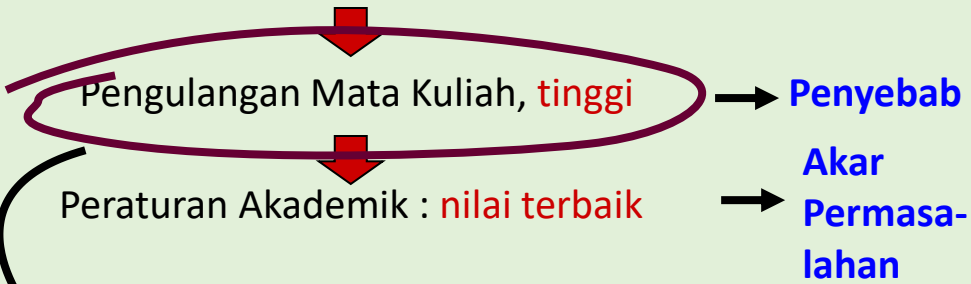 Pengulangan Mata Kuliah, tinggi
Penyebab
Peraturan Akademik : nilai terbaik
Akar
Permasa-
lahan